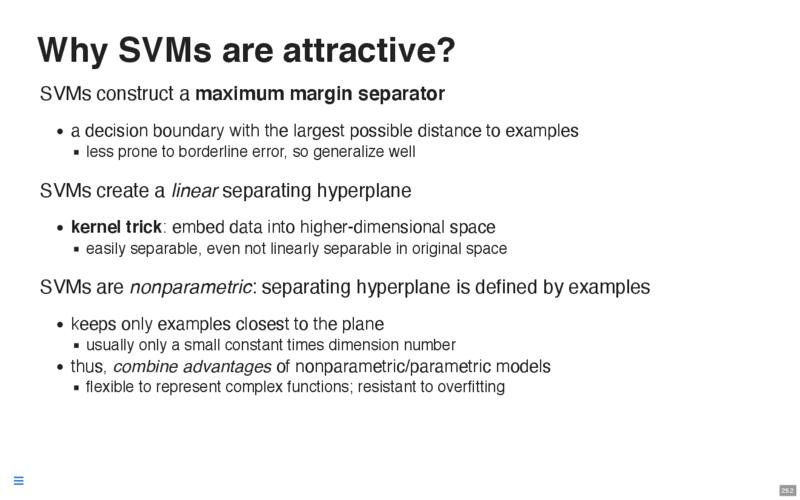 Why SVMs are attractive?
SVMs construct a maximum margin separator
• a decision boundary with the largest possible distance to examples
▪ less prone to borderline error, so generalize well
SVMs create a linear separating hyperplane
• kernel trick: embed data into higher-dimensional space
▪ easily separable, even not linearly separable in original space
SVMs are nonparametric: separating hyperplane is defined by examples
• keeps only examples closest to the plane
▪ usually only a small constant times dimension number
• thus, combine advantages of nonparametric/parametric models
▪ flexible to represent complex functions; resistant to overfitting
29.2